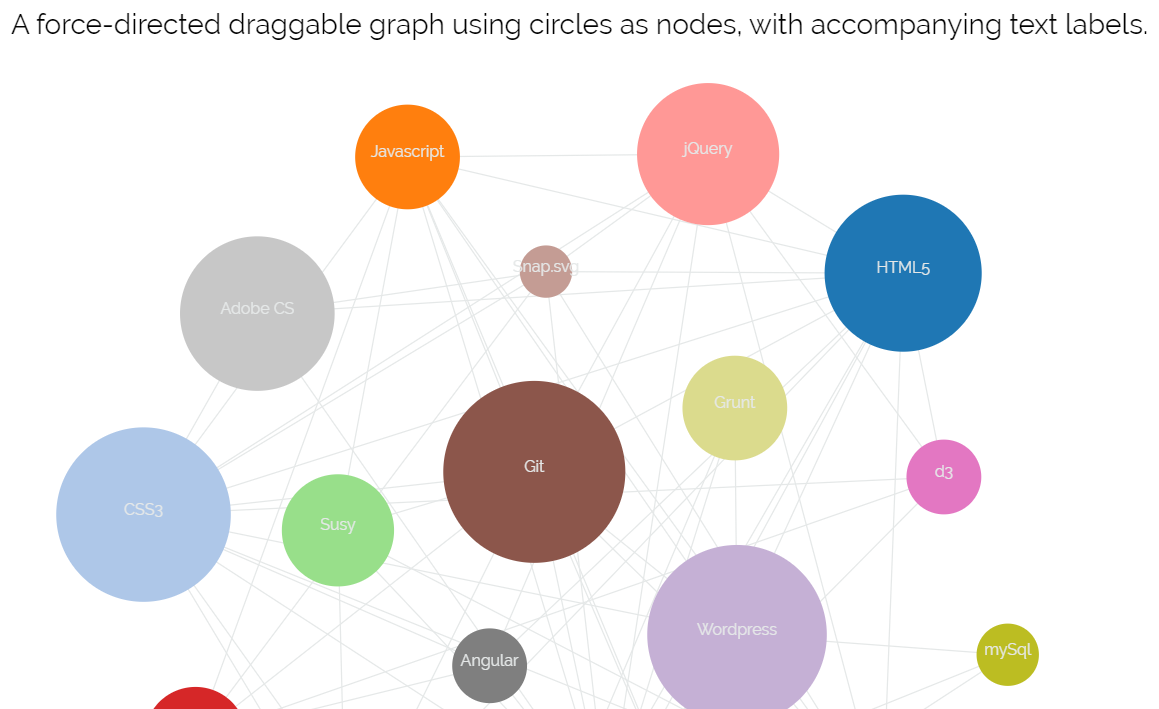 A force-directed draggable graph using circles as nodes, with accompanying text labels.
Javascript
jQuery
Snap.svg
HTML5
Adobe CS
Grunt
Git
d3
CSS3
Susy
Wordpress
Angular
mySql